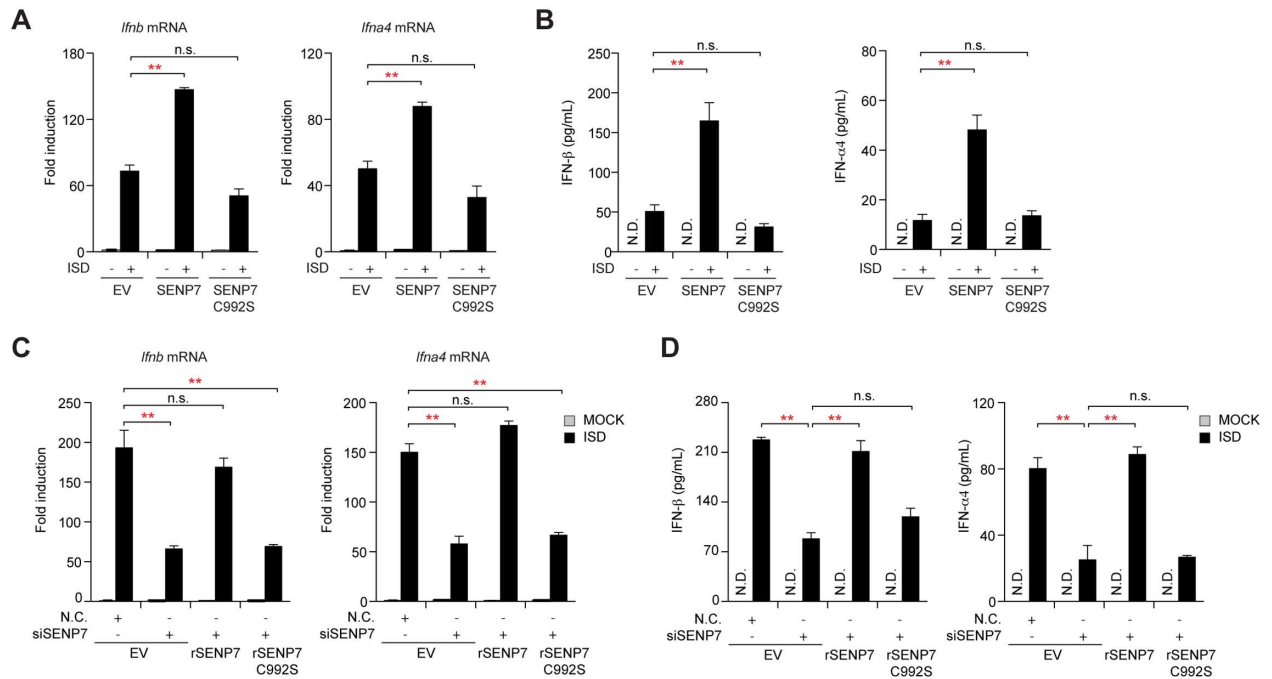 A
Ifnb mRNA
Fold induction
180
120
60
0
n.s.
**
ISD - + - + - +
EV SENP7 SENP7
C992S
Ifna4 mRNA
Fold induction
120
80
40
0
n.s.
**
ISD - + - + - +
EV SENP7 SENP7
C992S
B
IFN-β (pg/mL)
250
200
150
100
50
0
n.s.
**
N.D. N.D. N.D.
ISD - + - + - +
EV SENP7 SENP7
C992S
IFN-α4 (pg/mL)
80
60
40
20
0
n.s.
**
N.D. N.D. N.D.
ISD - + - + - +
EV SENP7 SENP7
C992S
C
Ifnb mRNA
Fold induction
250
200
150
100
50
0
**
n.s.
**
N.C. + - - -
siSENP7 - + + +
EV rSENP7 rSENP7
C992S
Ifna4 mRNA
Fold induction
200
150
100
50
0
**
n.s.
**
MOCK
ISD
N.C. + - - -
siSENP7 - + + +
EV rSENP7 rSENP7
C992S
D
IFN-β (pg/mL)
280
210
140
70
0
n.s.
** **
N.D. N.D. N.D. N.D.
N.C. + - - -
siSENP7 - + + +
EV rSENP7 rSENP7
C992S
IFN-α4 (pg/mL)
120
80
40
0
n.s.
** **
N.D. N.D. N.D. N.D.
MOCK
ISD
N.C. + - - -
siSENP7 - + + +
EV rSENP7 rSENP7
C992S